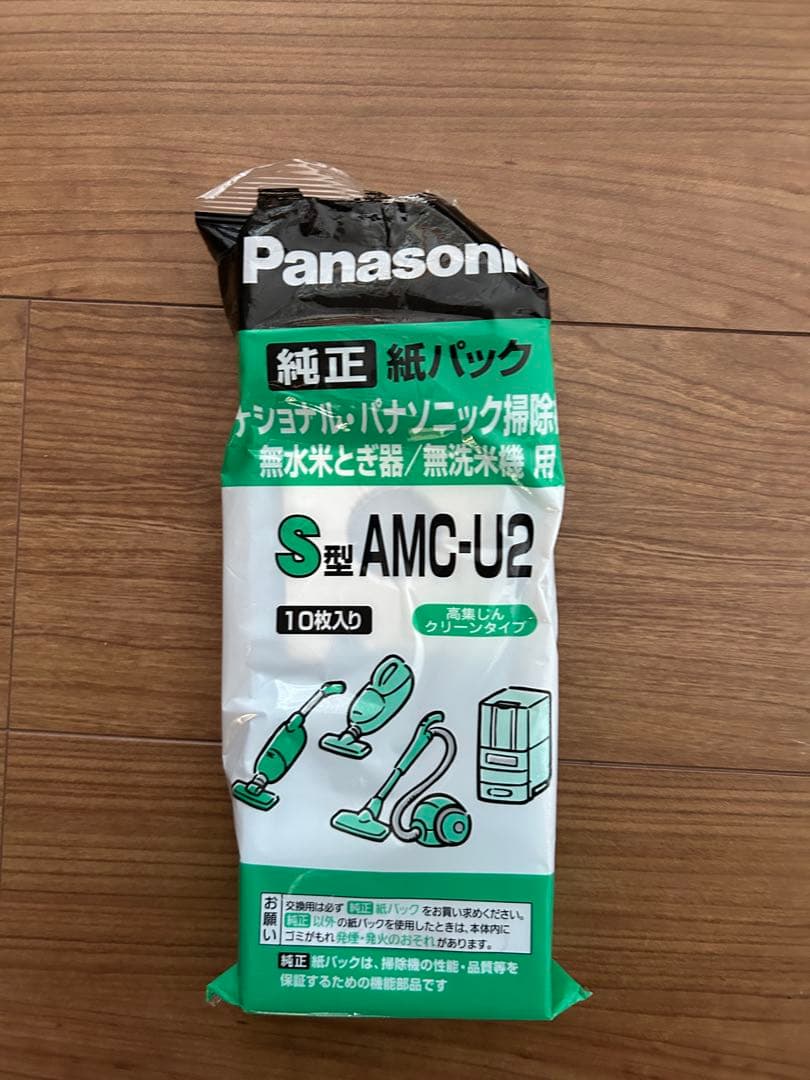 Panasonic
純正 紙パック
ナショナル・パナソニック掃除
無水米とぎ器/無洗米機 用
S型 AMC-U2
10枚入り
高集じん
クリーンタイプ
お願い
交換用は必ず 純正 紙パック をお買い求めください。
純正 以外の紙パックを使用したときは、本体内に
ゴミがもれ発煙・発火のおそれがあります。
純正 紙パックは、掃除機の性能・品質等を
保証するための機能部品です